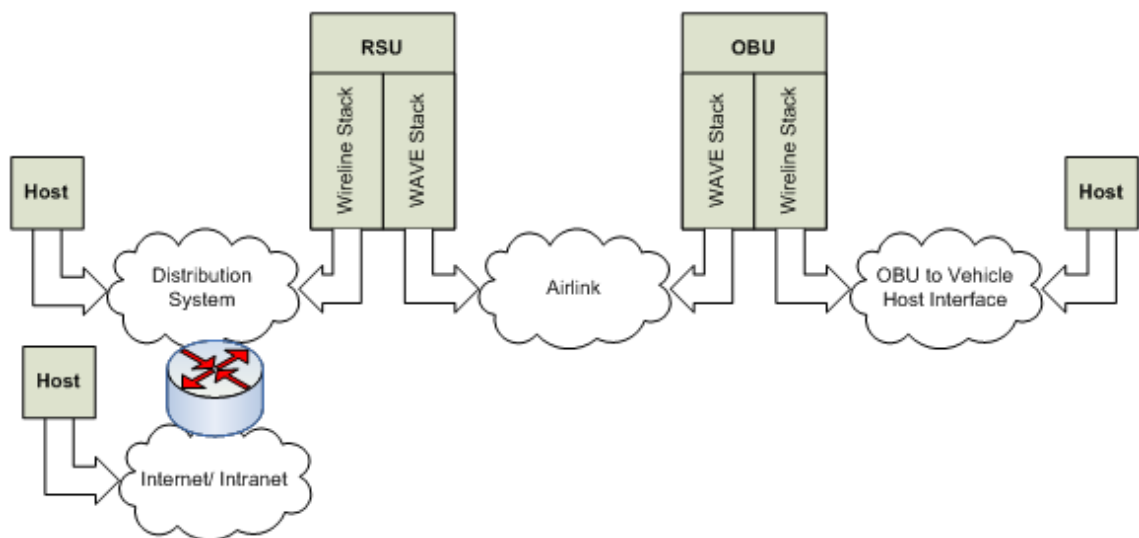 RSU
OBU
Wireline Stack
WAVE Stack
WAVE Stack
Wireline Stack
Host
Host
Distribution
System
Airlink
OBU to Vehicle
Host Interface
Host
Internet/ Intranet